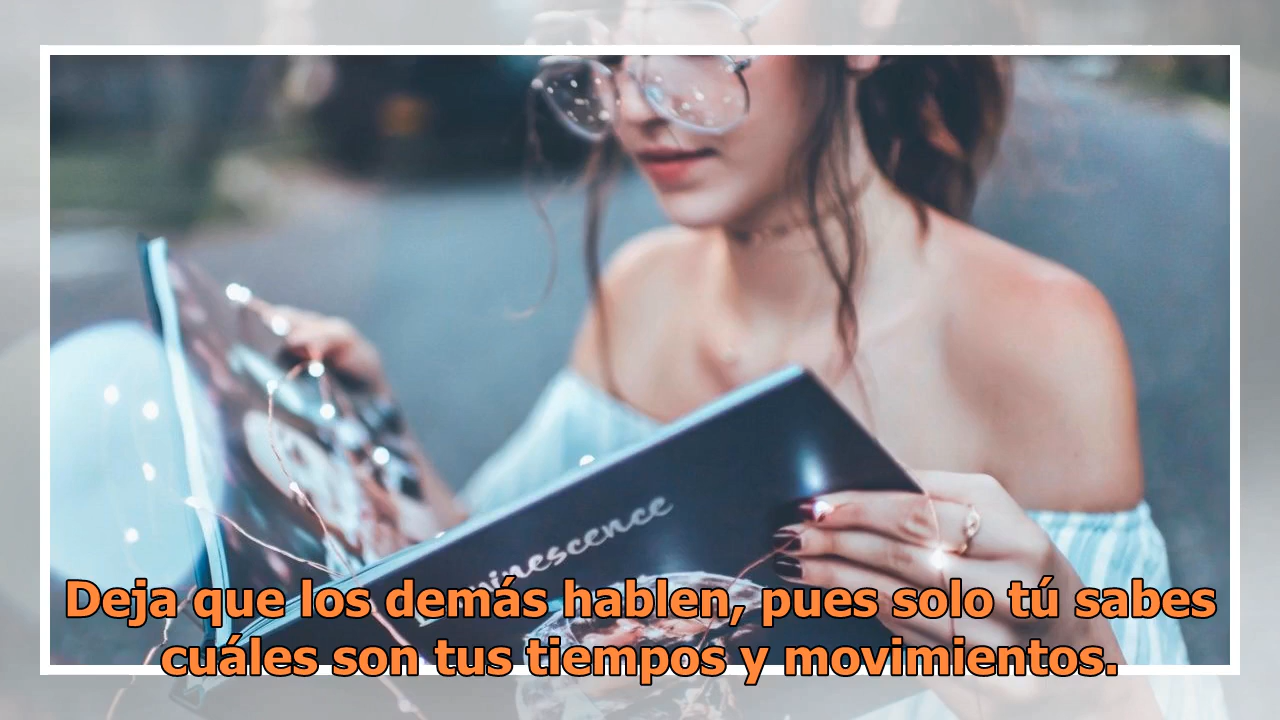 Deja que los demás hablen, pues solo tú sabes
cuáles son tus tiempos y movimientos.